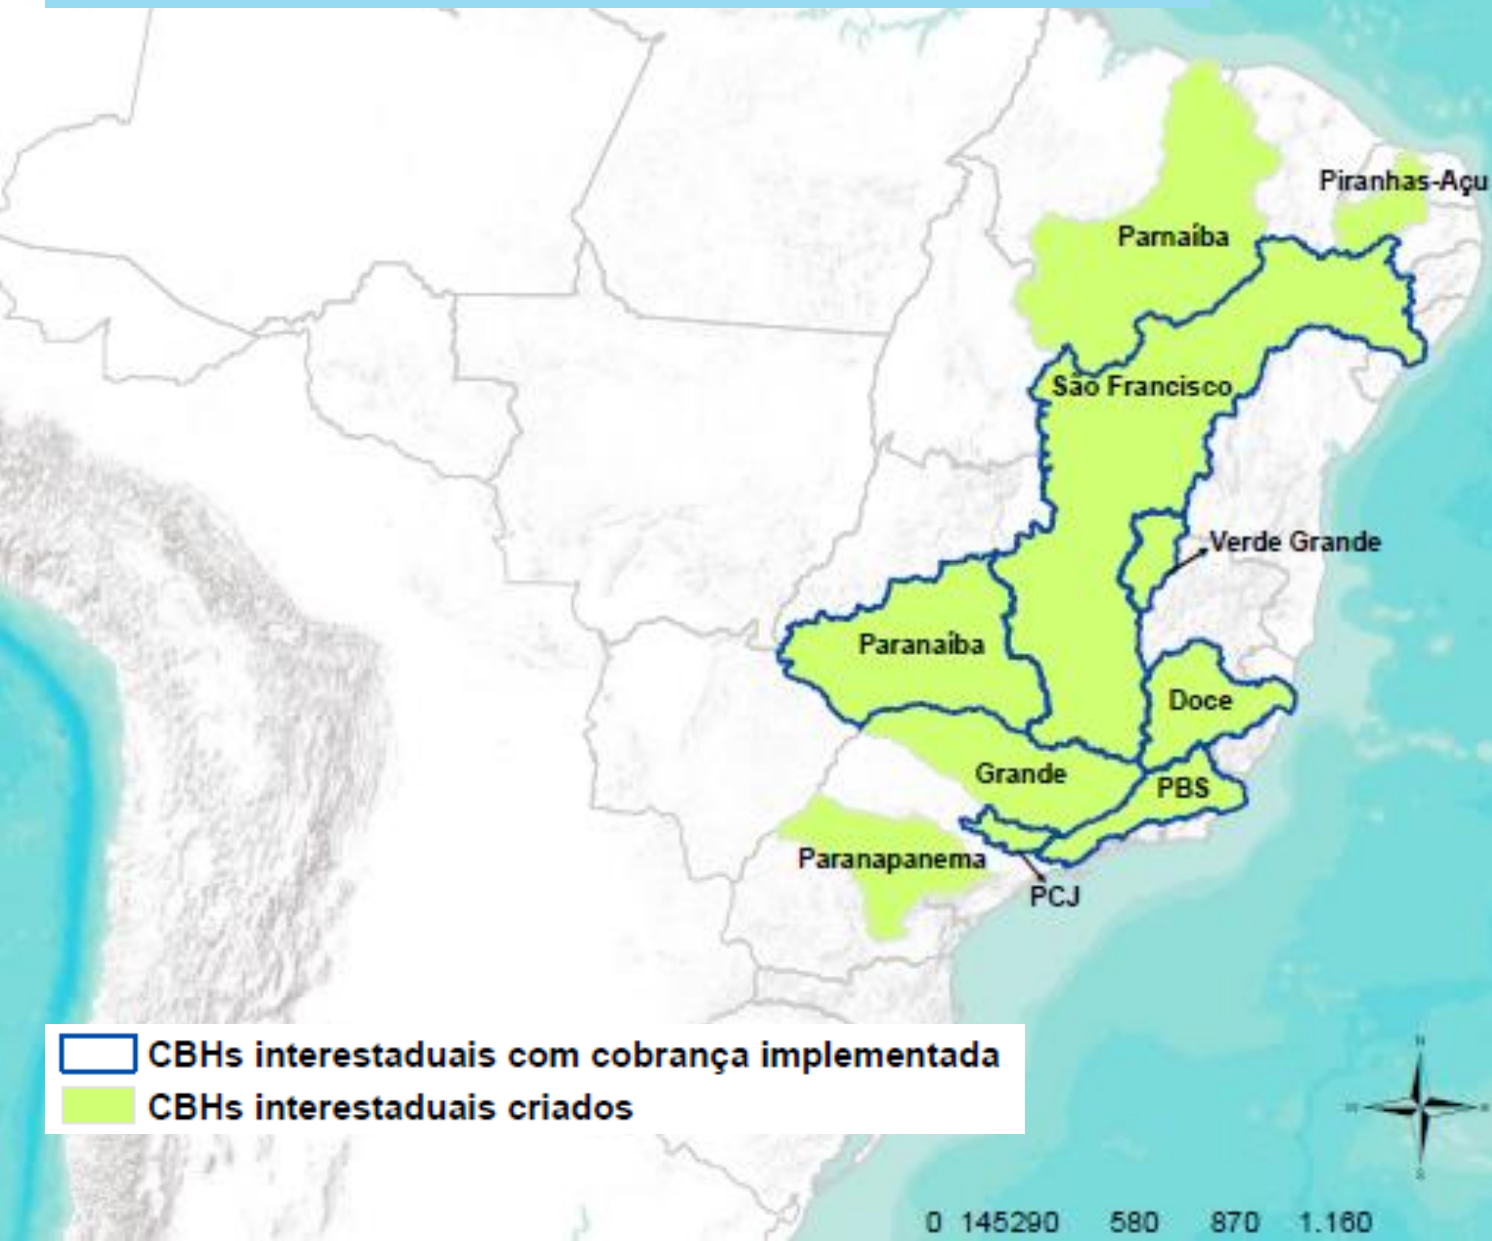 Piranhas-Açu
Parnaíba
São Francisco
Verde Grande
Paranaíba
Doce
Grande
PBS
Paranapanema
PCJ
CBHs interestaduais com cobrança implementada
CBHs interestaduais criados
N
S
0 145290 580 870 1.160